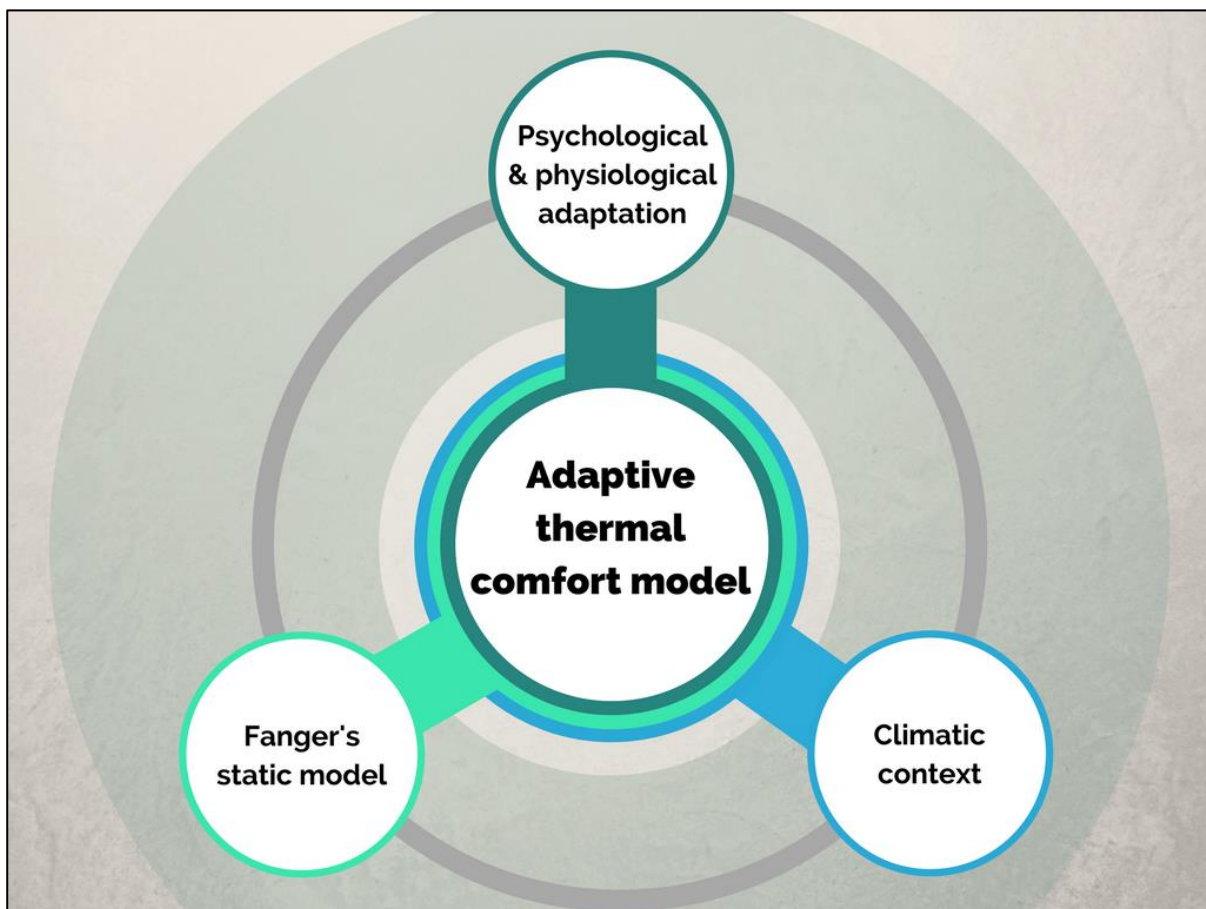 Psychological
& physiological
adaptation
Adaptive
thermal
comfort model
Fanger's
static model
Climatic
context